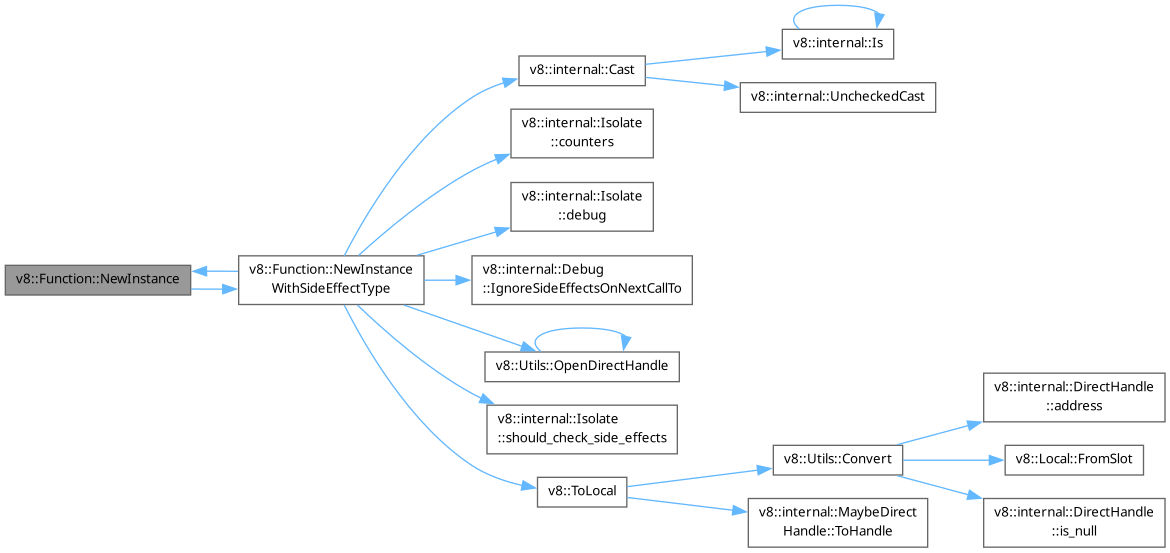 v8::internal::Is
v8::internal::Cast
v8::internal::UncheckedCast
v8::internal::Isolate
::counters
v8::internal::Isolate
::debug
v8::Function::NewInstance
v8::Function::NewInstance
WithSideEffectType
v8::internal::Debug
::IgnoreSideEffectsOnNextCallTo
v8::Utils::OpenDirectHandle
v8::internal::Isolate
::should_check_side_effects
v8::internal::DirectHandle
::address
v8::Utils::Convert
v8::Local::FromSlot
v8::ToLocal
v8::internal::MaybeDirect
Handle::ToHandle
v8::internal::DirectHandle
::is_null